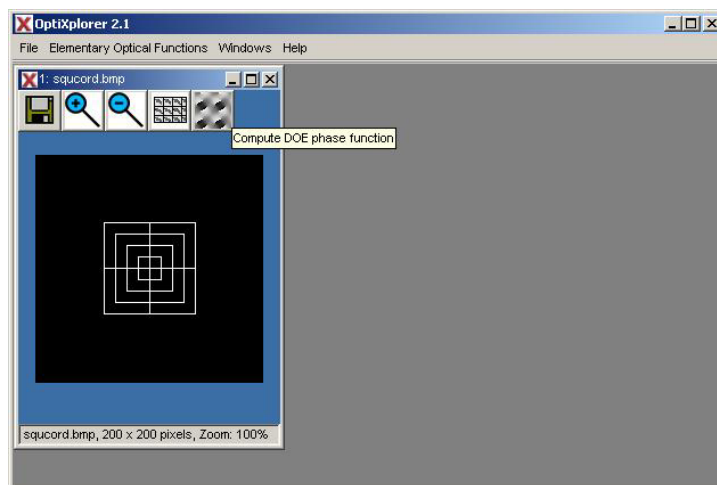 OptiXplorer 2.1
File Elementary Optical Functions Windows Help
1: squcord.bmp
Compute DOE phase function
squcord.bmp, 200 x 200 pixels, Zoom: 100%